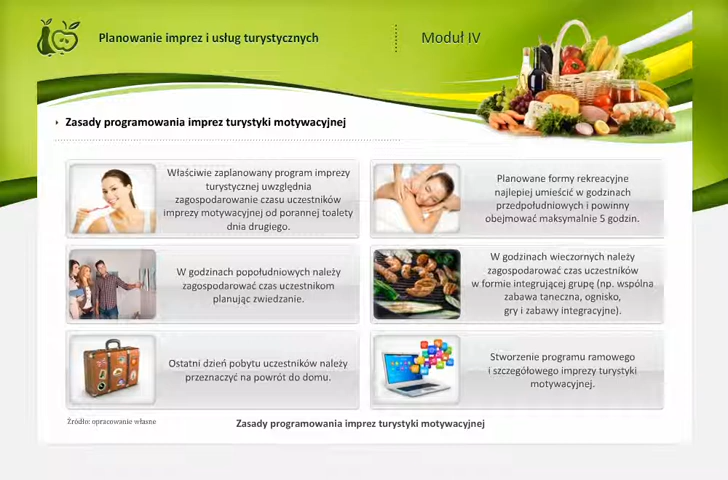 Planowanie imprez i usług turystycznych
Moduł IV
Zasady programowania imprez turystyki motywacyjnej
Właściwie zaplanowany program imprezy
turystycznej uwzględnia
zagospodarowanie czasu uczestników
imprezy motywacyjnej od porannej toalety
dnia drugiego.
Planowane formy rekreacyjne
najlepiej umieścić w godzinach
przedpołudniowych i powinny
obejmować maksymalnie 5 godzin.
W godzinach popołudniowych należy
zagospodarować czas uczestnikom
planując zwiedzanie.
W godzinach wieczornych należy
zagospodarować czas uczestników
w formie integrującej grupę (np. wspólna
zabawa taneczna, ognisko,
gry i zabawy integracyjne).
Ostatni dzień pobytu uczestników należy
przeznaczyć na powrót do domu.
Stworzenie programu ramowego
i szczegółowego imprezy turystyki
motywacyjnej.
Źródło: opracowanie własne
Zasady programowania imprez turystyki motywacyjnej